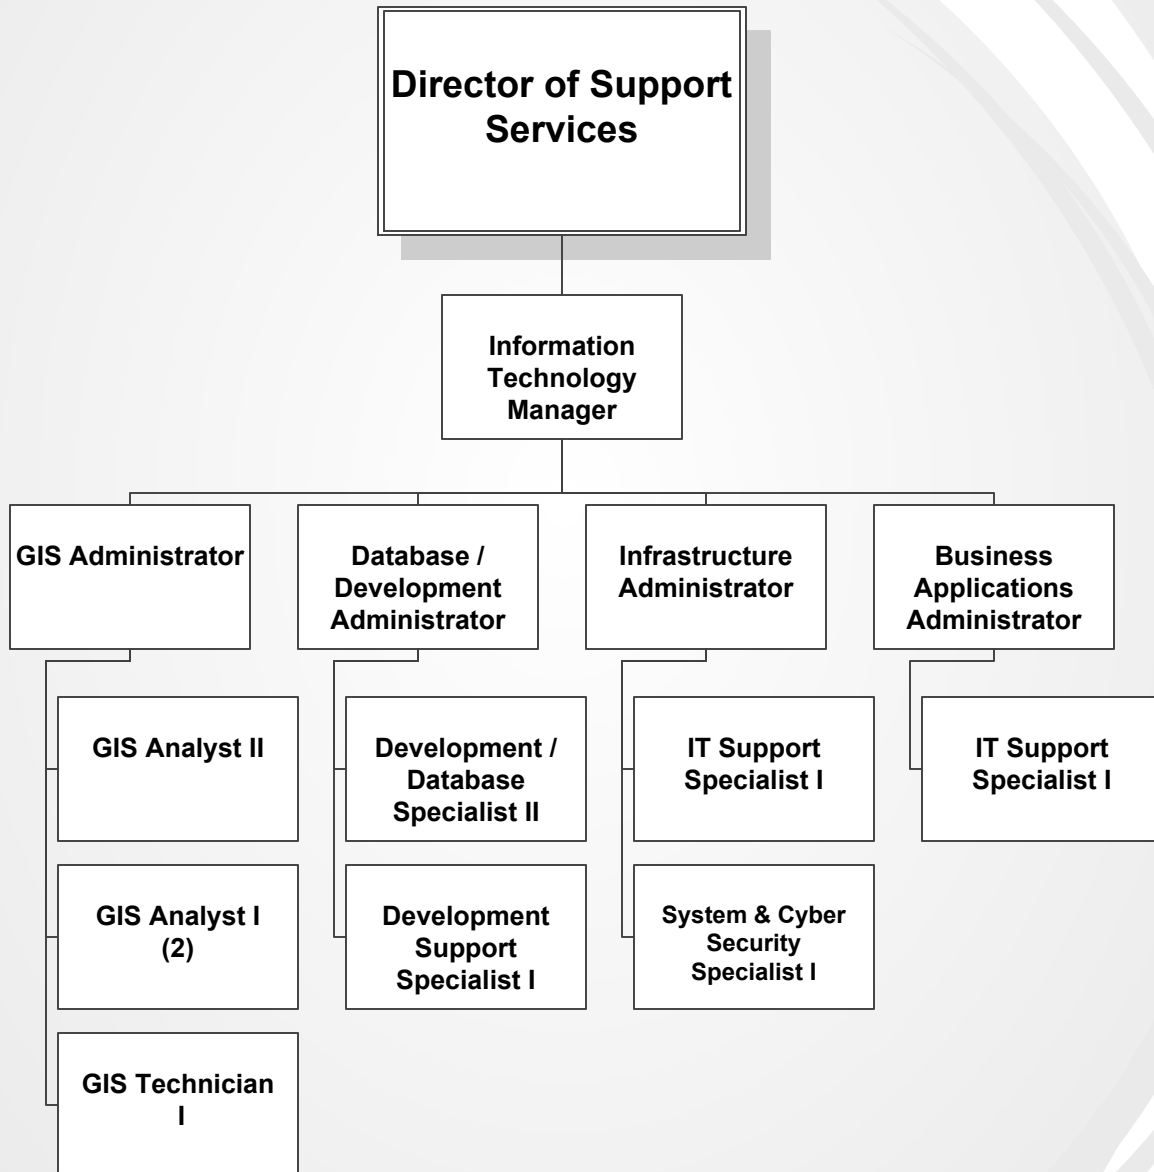 Director of Support
Services
Information
Technology
Manager
GIS Administrator
Database /
Development
Administrator
Infrastructure
Administrator
Business
Applications
Administrator
GIS Analyst II
Development /
Database
Specialist II
IT Support
Specialist I
IT Support
Specialist I
GIS Analyst I
(2)
Development
Support
Specialist I
System & Cyber
Security
Specialist I
GIS Technician
I